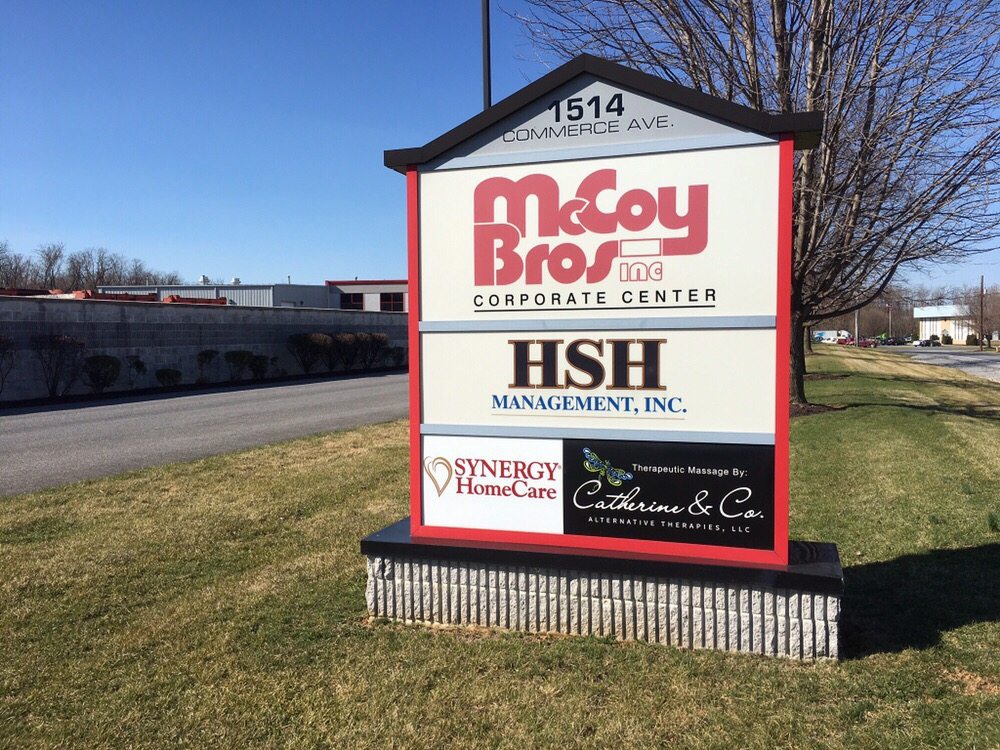 1514
COMMERCE AVE.
McCoy
Bros inc
CORPORATE CENTER
HSH
MANAGEMENT, INC.
SYNERGY®
HomeCare
Therapeutic Massage By:
Catherine & Co.
ALTERNATIVE THERAPIES, LLC